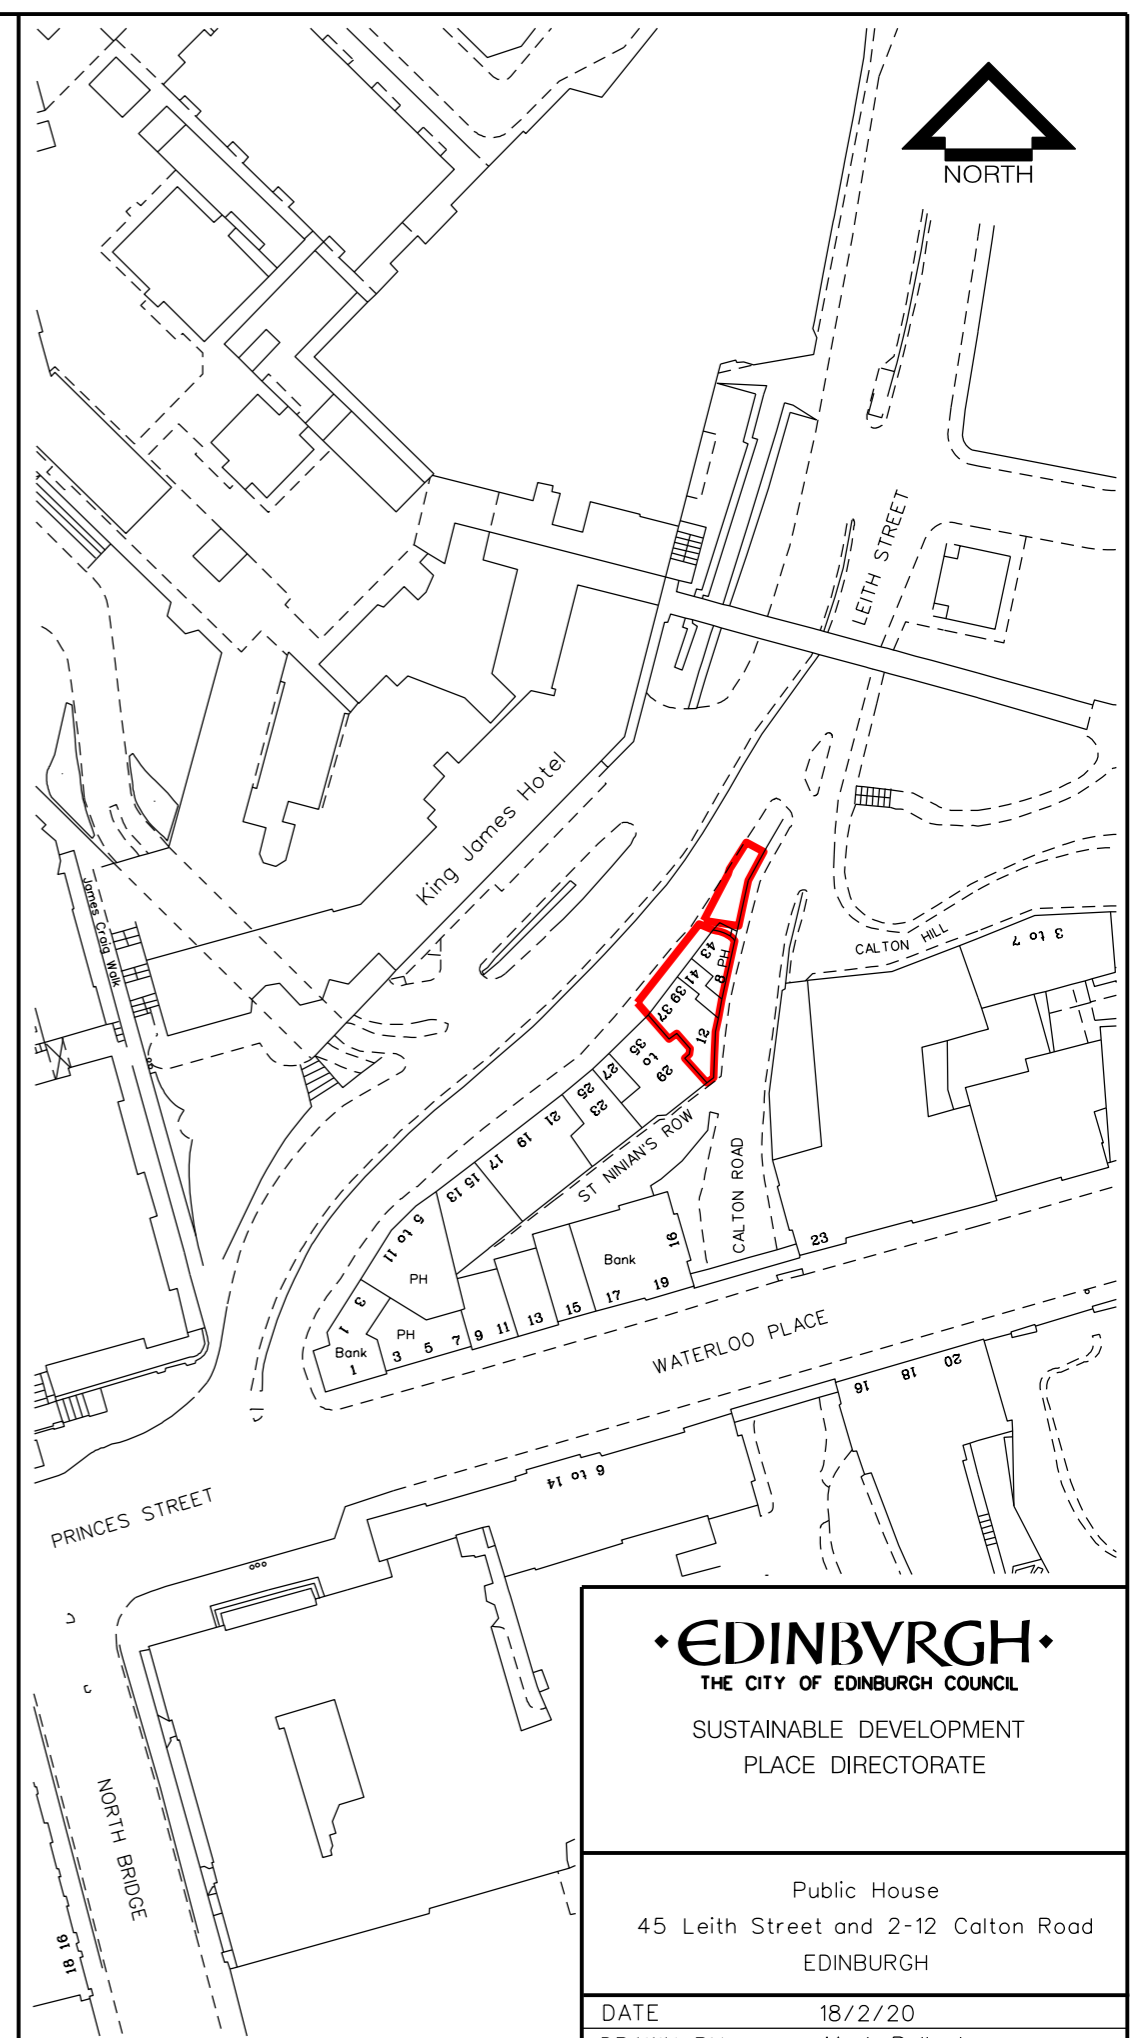 NORTH
LEITH STREET
King James Hotel
James Craig Walk
CALTON HILL
3 to 7
43
PH
8
41
39
37
12
35
to
29
27
25
23
21
19
17
15
13
ST NINIAN'S ROW
CALTON ROAD
5 to 11
PH
3
1
Bank
1
PH
3
5
7
9
11
13
15
17
19
Bank
16
23
WATERLOO PLACE
16
18
20
6 to 14
PRINCES STREET
NORTH BRIDGE
16
18
EDINBVRGH
THE CITY OF EDINBURGH COUNCIL
SUSTAINABLE DEVELOPMENT
PLACE DIRECTORATE
Public House
45 Leith Street and 2-12 Calton Road
EDINBURGH
DATE 18/2/20